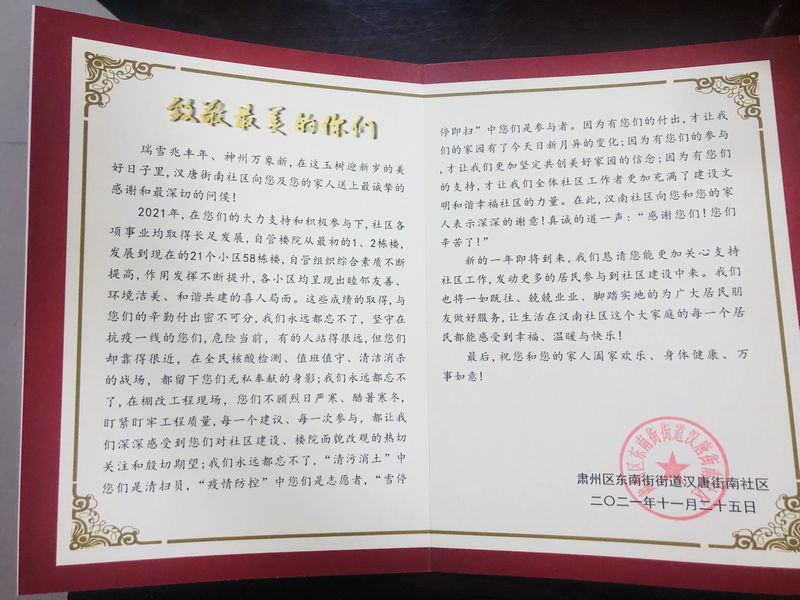 致敬最美的你们
瑞雪兆丰年、神州万象新，在这玉树迎新岁的美
好日子里，汉唐街南社区向您及您的家人送上最诚挚的
感谢和最深切的问候！
2021年，在您们的大力支持和积极参与下，社区各
项事业均取得长足发展，自管楼院从最初的1、2栋楼，
发展到现在的21个小区58栋楼，自管组织综合素质不断
提高，作用发挥不断提升，各小区均呈现出睦邻友善、
环境洁美、和谐共建的喜人局面。这些成绩的取得，与
您们的辛勤付出密不可分，我们永远都忘不了，坚守在
抗疫一线的您们，危险当前，有的人站得很远，但您们
却靠得很近，在全民核酸检测、值班值守、清洁消杀
的战场，都留下您们无私奉献的身影；我们永远都忘不
了，在棚改工程现场，您们不顾烈日严寒、酷暑寒冬，
盯紧盯牢工程质量，每一个建议、每一次参与，都让我
们深深感受到您们对社区建设、楼院面貌改观的热切
关注和殷切期望；我们永远都忘不了，“清污消土”中
您们是清扫员，“疫情防控”中您们是志愿者，“雪停
停即扫”中您们是参与者。因为有您们的付出，才让我
们的家园有了今天日新月异的变化；因为有您们的参与
，才让我们更加坚定共创美好家园的信念；因为有您们
的支持，才让我们全体社区工作者更加充满了建设文
明和谐幸福社区的力量。在此，汉南社区向您和您的家
人表示深深的谢意！真诚的道一声：“感谢您们！您们
辛苦了！”
新的一年即将到来，我们恳请您能更加关心支持
社区工作，发动更多的居民参与到社区建设中来。我们
也将一如既往、兢兢业业、脚踏实地的为广大居民朋
友做好服务，让生活在汉南社区这个大家庭的每一个居
民都能感受到幸福、温暖与快乐！
最后，祝您和您的家人阖家欢乐、身体健康、万
事如意！
肃州区东南街街道汉唐街南社区
肃州区东南街街道汉唐街南社区
二〇二一年十一月二十五日